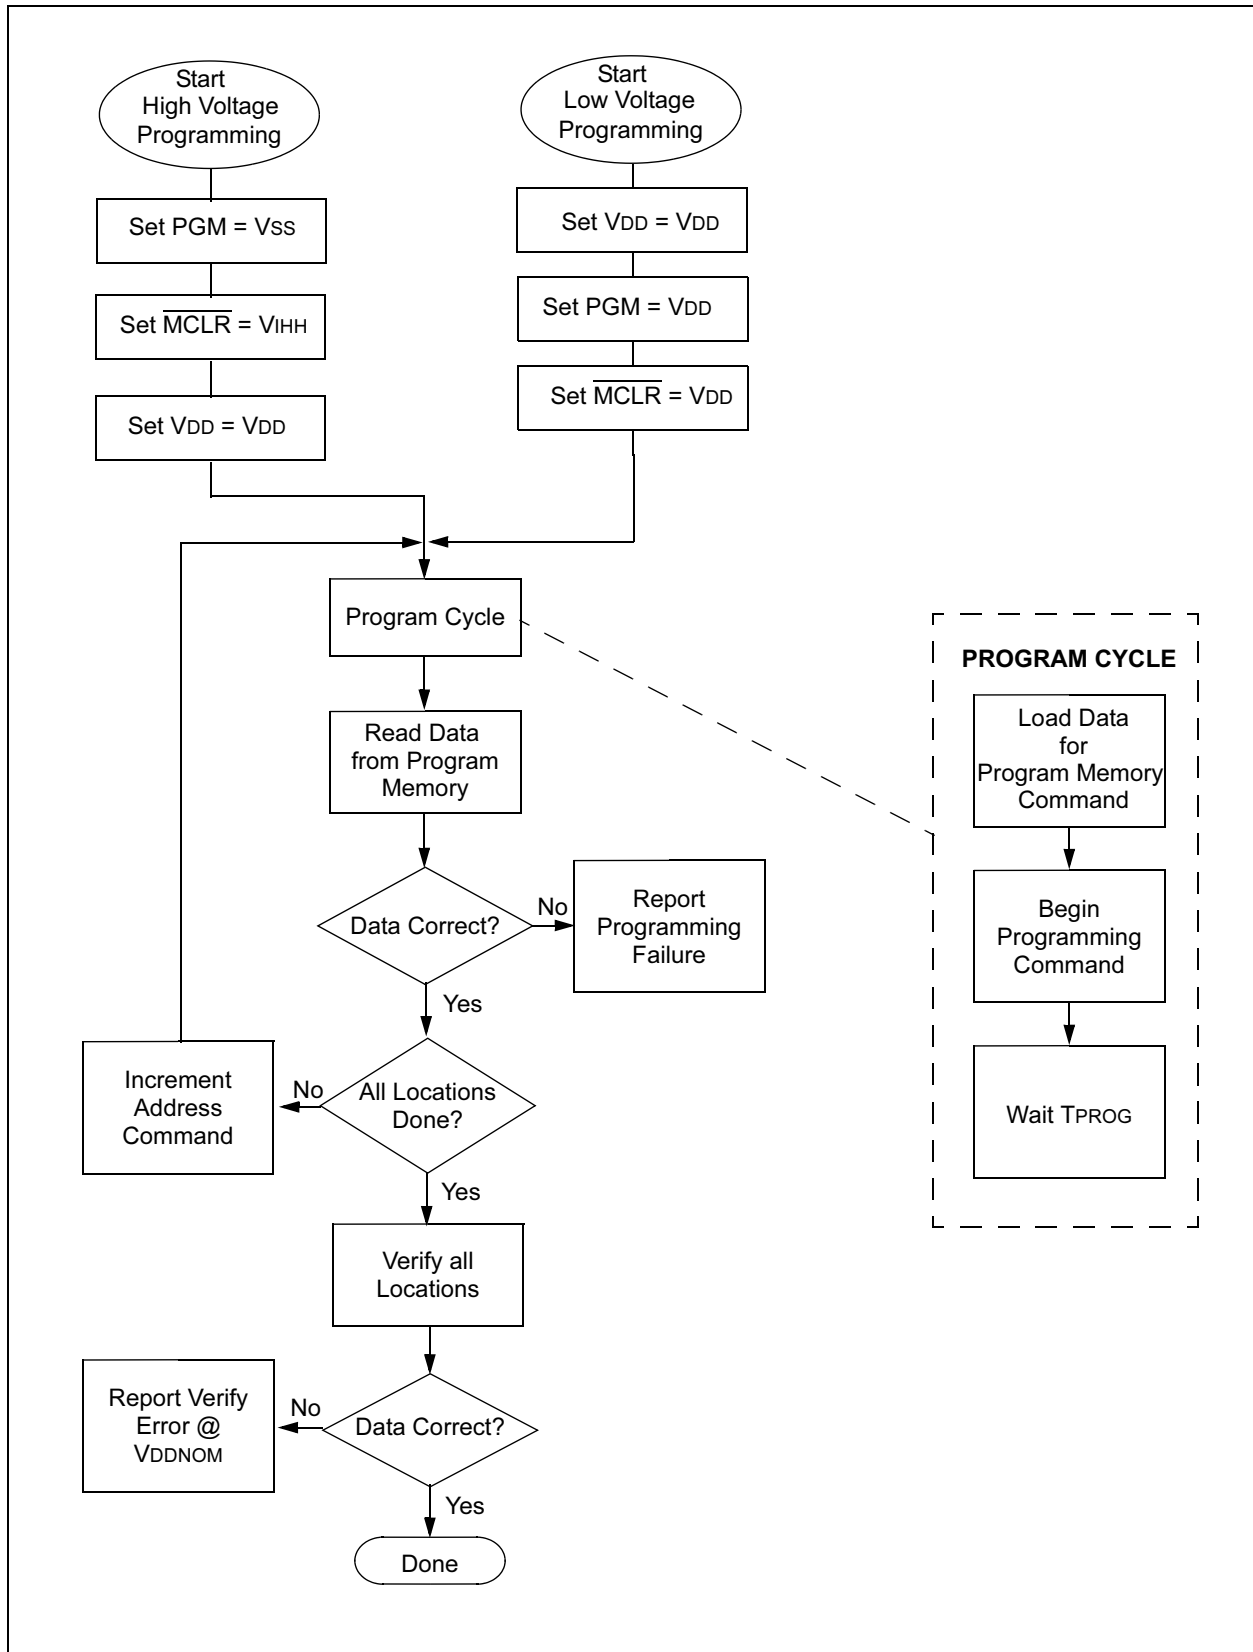 Start
High Voltage
Programming
Start
Low Voltage
Programming
Set PGM = VSS
Set MCLR = VIHH
Set VDD = VDD
Set VDD = VDD
Set PGM = VDD
Set MCLR = VDD
Program Cycle
Read Data
from Program
Memory
Data Correct?
No
Report
Programming
Failure
Yes
All Locations
Done?
No
Increment
Address
Command
Yes
Verify all
Locations
Data Correct?
No
Report Verify
Error @
VDDNOM
Yes
Done
PROGRAM CYCLE
Load Data
for
Program Memory
Command
Begin
Programming
Command
Wait TPROG